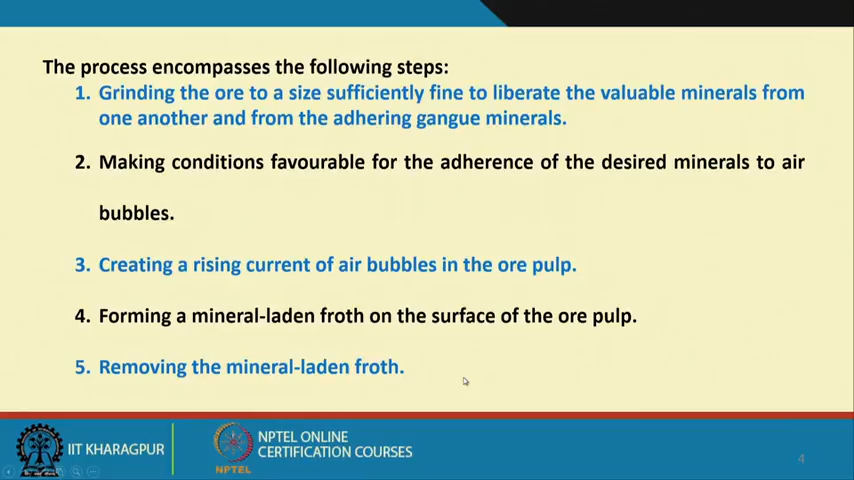 The process encompasses the following steps:
1. Grinding the ore to a size sufficiently fine to liberate the valuable minerals from
one another and from the adhering gangue minerals.
2. Making conditions favourable for the adherence of the desired minerals to air
bubbles.
3. Creating a rising current of air bubbles in the ore pulp.
4. Forming a mineral-laden froth on the surface of the ore pulp.
5. Removing the mineral-laden froth.
IIT KHARAGPUR
NPTEL
NPTEL ONLINE
CERTIFICATION COURSES
4